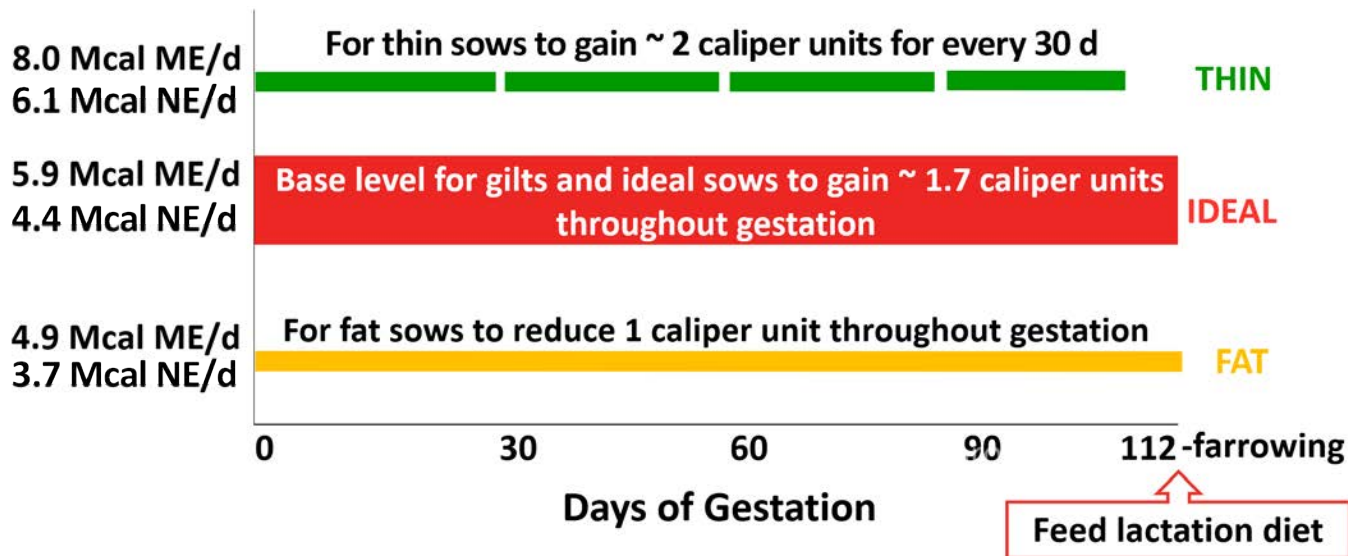 For thin sows to gain ~ 2 caliper units for every 30 d
8.0 Mcal ME/d
6.1 Mcal NE/d
THIN
5.9 Mcal ME/d
4.4 Mcal NE/d
Base level for gilts and ideal sows to gain ~ 1.7 caliper units
throughout gestation
IDEAL
For fat sows to reduce 1 caliper unit throughout gestation
4.9 Mcal ME/d
3.7 Mcal NE/d
FAT
0 30 60 90 112 -farrowing
Days of Gestation
Feed lactation diet